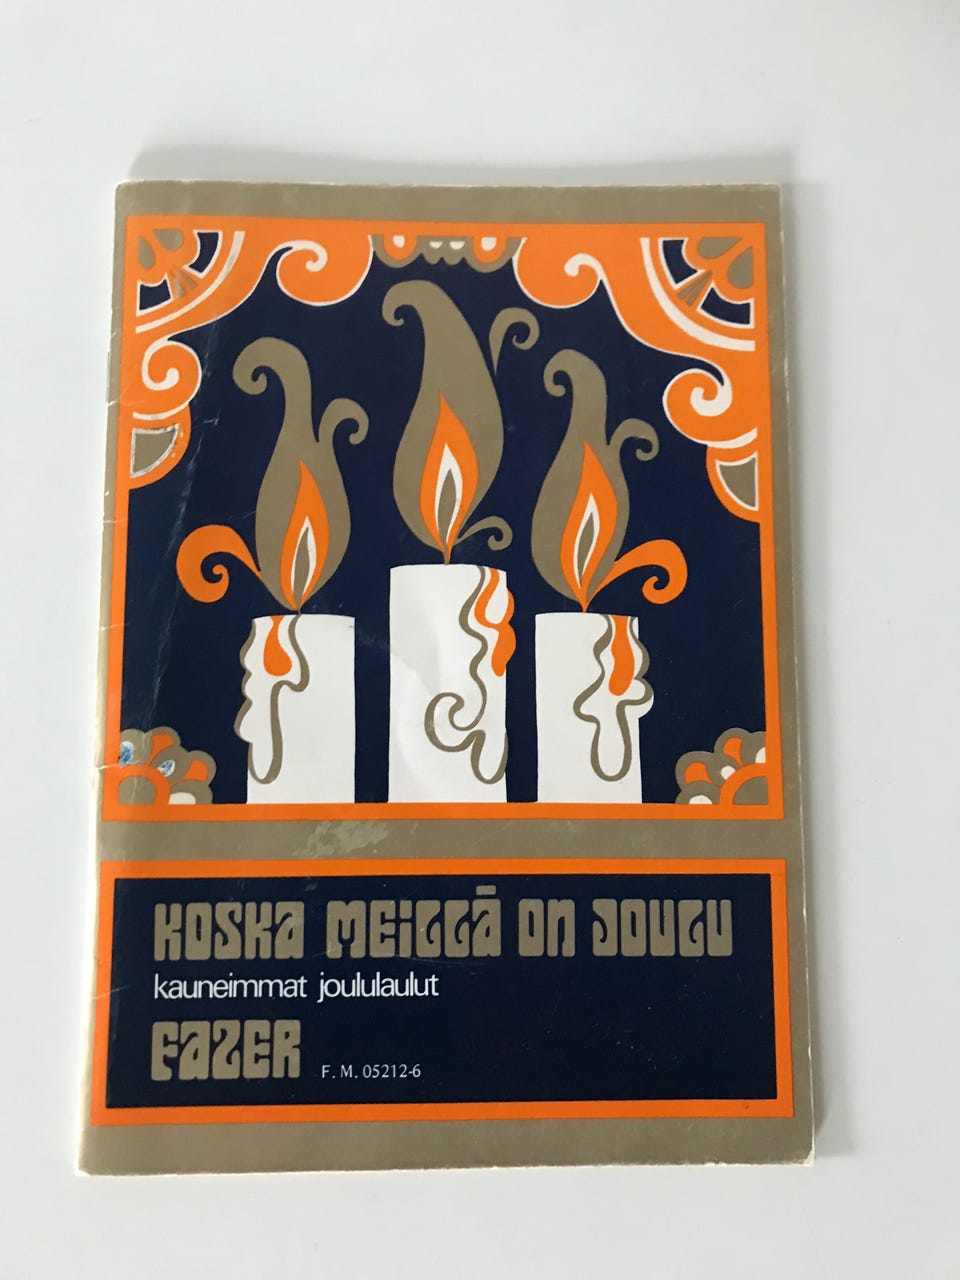 KOSKA MEiLLÄ ON JOULU
kauneimmat joululaulut
FAZER F. M. 05212-6